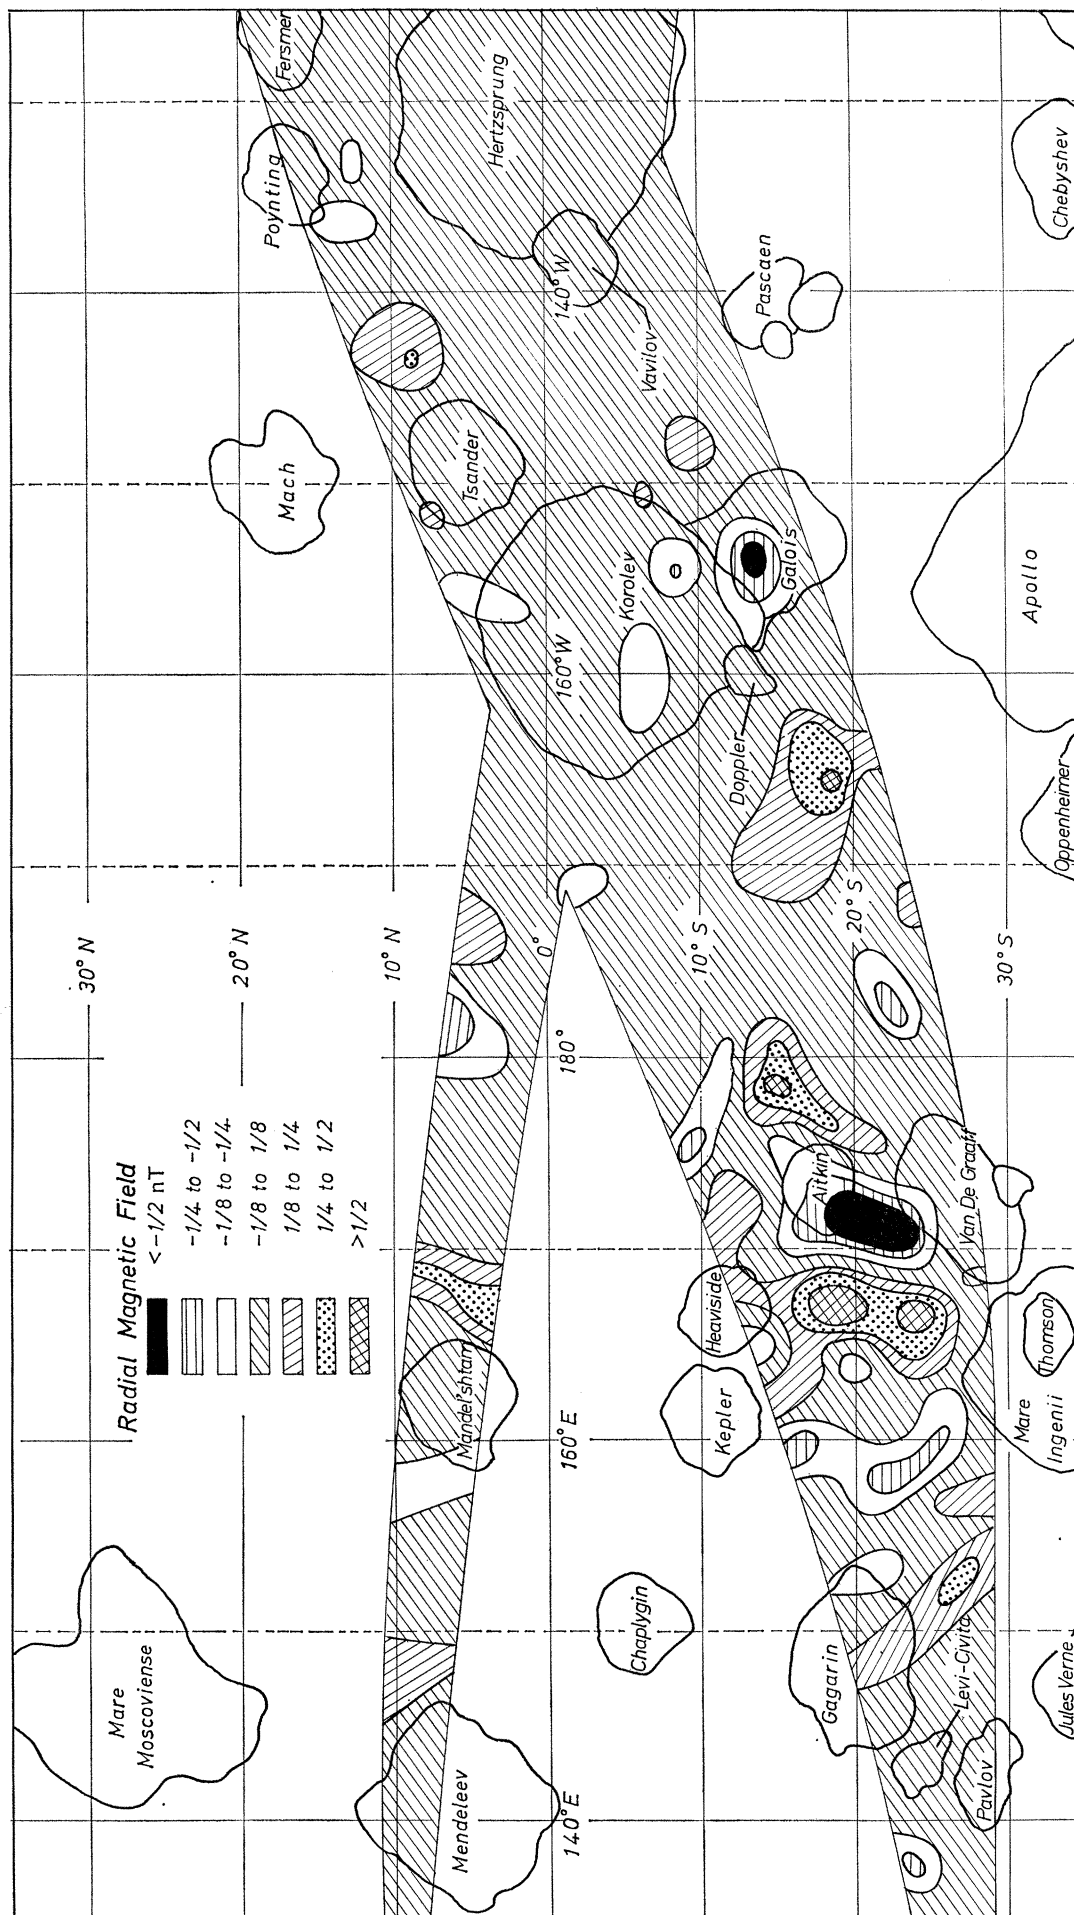 Radial Magnetic Field
< -1/2 nT
-1/4 to -1/2
-1/8 to -1/4
-1/8 to 1/8
1/8 to 1/4
1/4 to 1/2
>1/2
30° N
20° N
10° N
0°
10° S
20° S
30° S
140°E
160°E
180°
160°W
140°W
Mare
Moscoviense
Mendeleev
Mandel'shtam
Chaplygin
Kepler
Heaviside
Gagarin
Levi-Civita
Pavlov
Jules Verne
Mare
Ingenii
Thomson
Van De Graaff
Aitkin
Oppenheimer
Apollo
Doppler
Korolev
Galois
Mach
Tsander
Vavilov
Pascaen
Chebyshev
Hertzsprung
Poynting
Fersmen